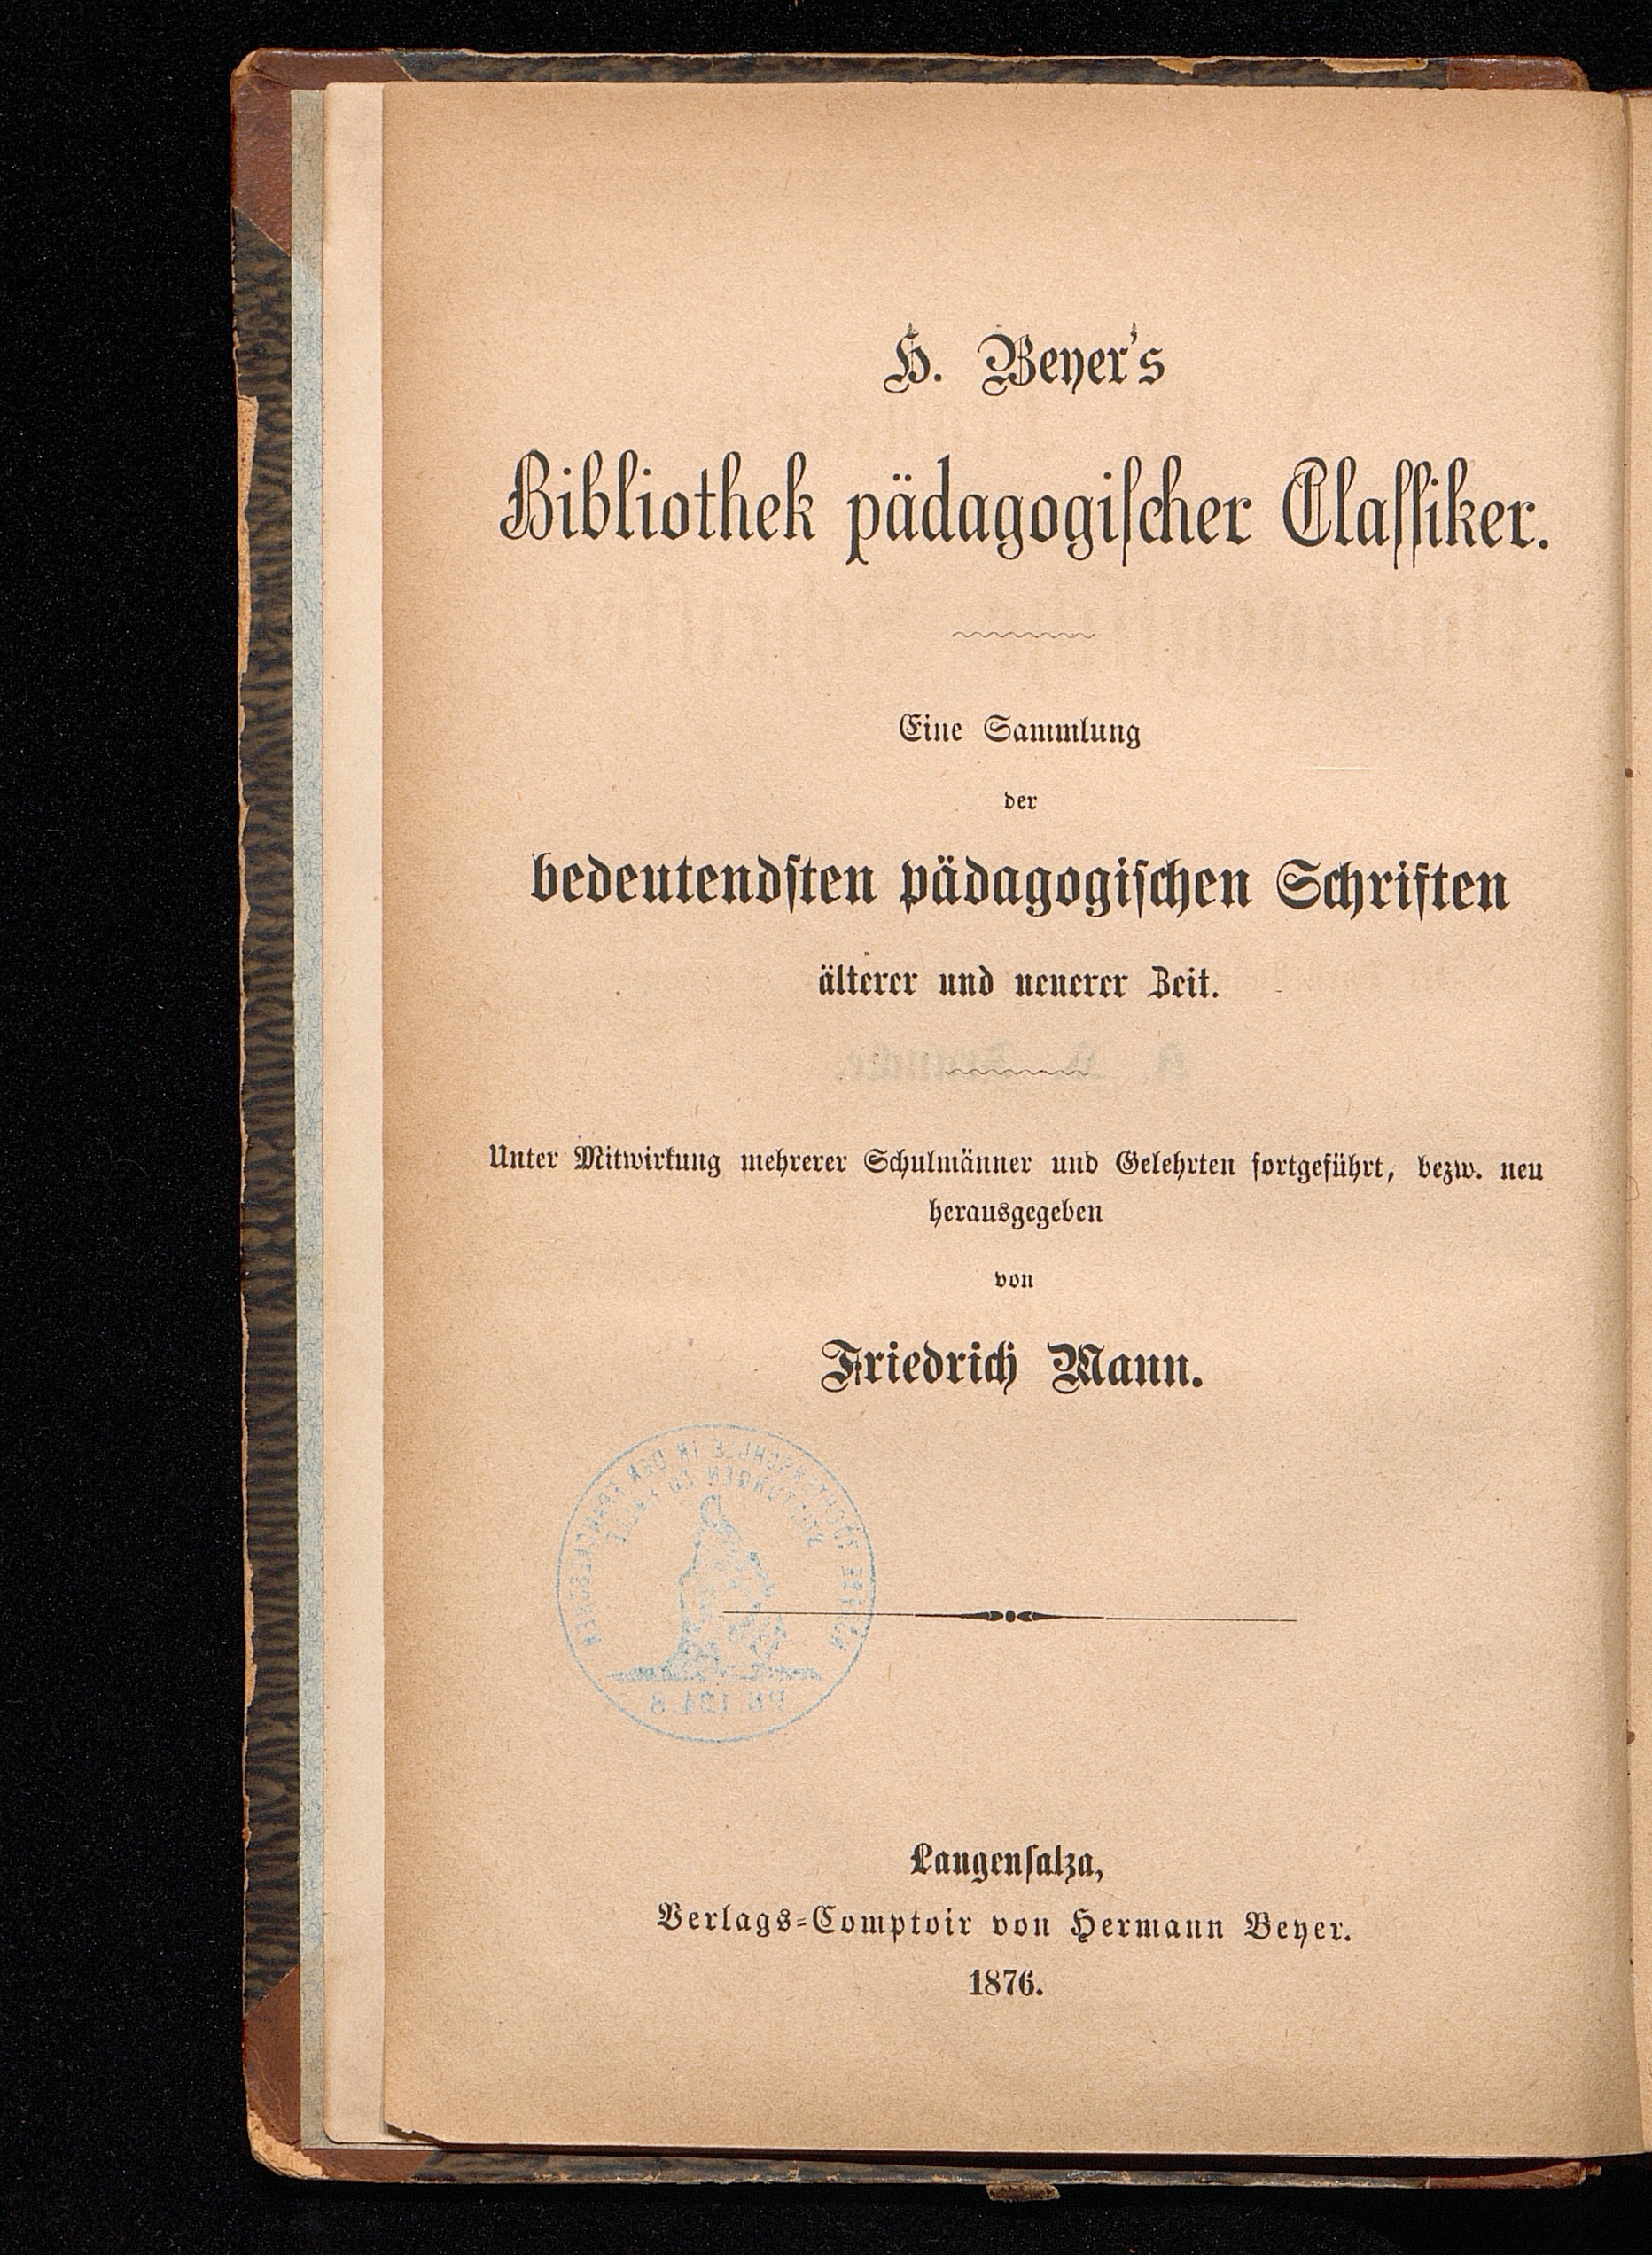 H. Beyer's
Bibliothek pädagogiſcher Claſſiker.
Eine Sammlung
der
bedeutendſten pädagogiſchen Schriften
älterer und neuerer Zeit.
Unter Mitwirkung mehrerer Schulmänner und Gelehrten fortgeführt, bezw. neu
herausgegeben
von
Friedrich Mann.
Langenſalza,
Verlags-Comptoir von Hermann Beyer.
1876.